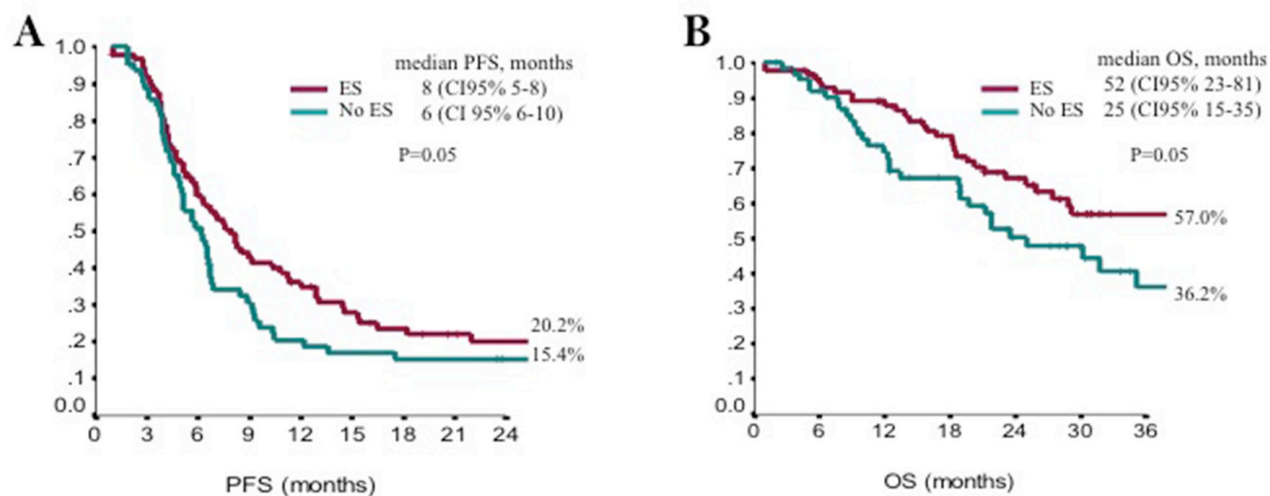 A
median PFS, months
ES 8 (CI95% 5-8)
No ES 6 (CI 95% 6-10)
P=0.05
1.0
.9
.8
.7
.6
.5
.4
.3
.2
.1
0.0
20.2%
15.4%
0 3 6 9 12 15 18 21 24
PFS (months)
B
median OS, months
ES 52 (CI95% 23-81)
No ES 25 (CI95% 15-35)
P=0.05
1.0
.9
.8
.7
.6
.5
.4
.3
.2
.1
0.0
57.0%
36.2%
0 6 12 18 24 30 36
OS (months)